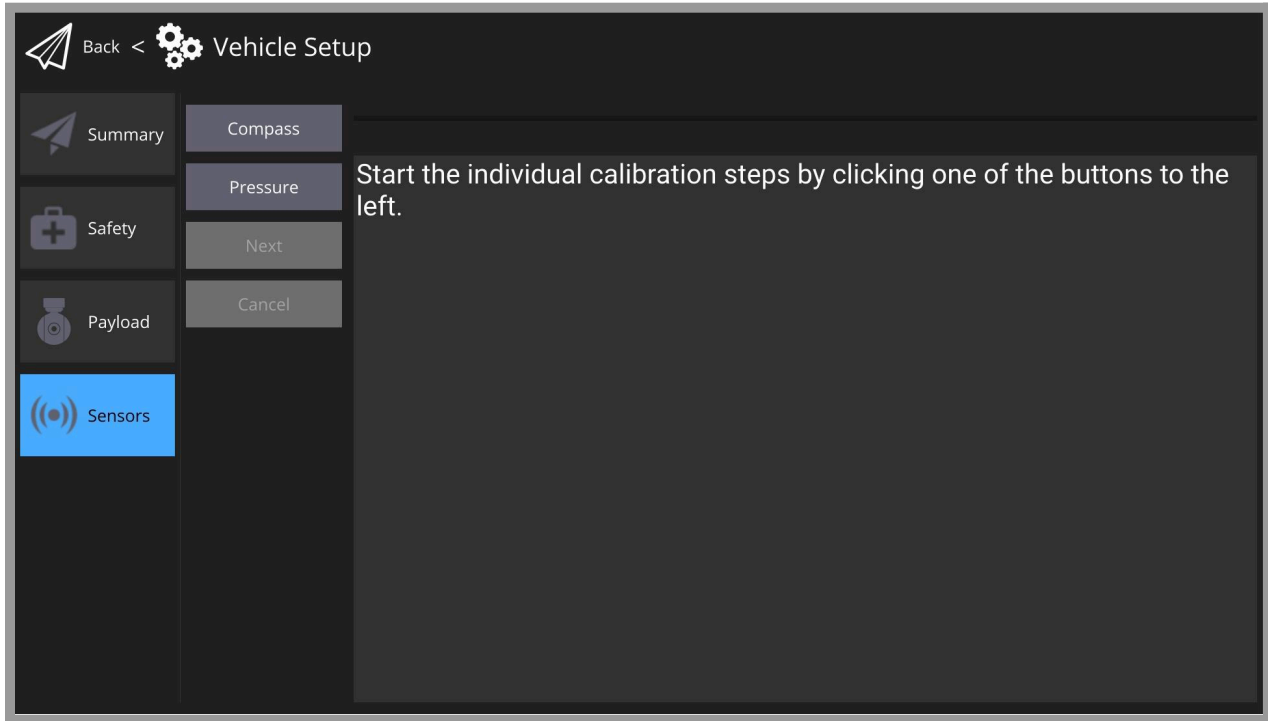 Back < Vehicle Setup
Summary
Safety
Payload
Sensors
Compass
Pressure
Next
Cancel
Start the individual calibration steps by clicking one of the buttons to the
left.